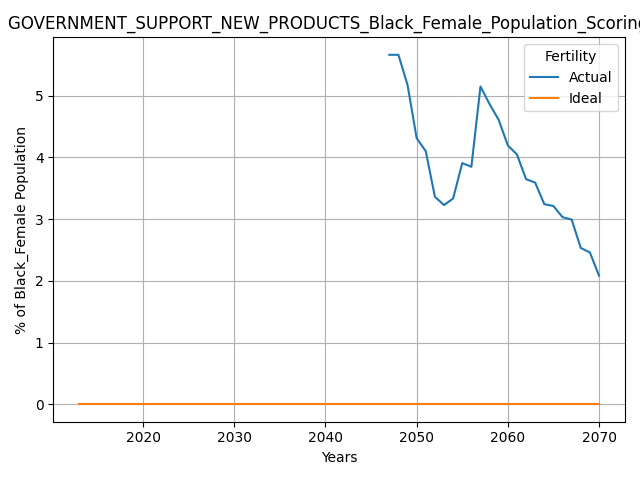 GOVERNMENT_SUPPORT_NEW_PRODUCTS_Black_Female_Population_Scoring
Fertility
Actual
Ideal
% of Black_Female Population
5
4
3
2
1
0
2020 2030 2040 2050 2060 2070
Years